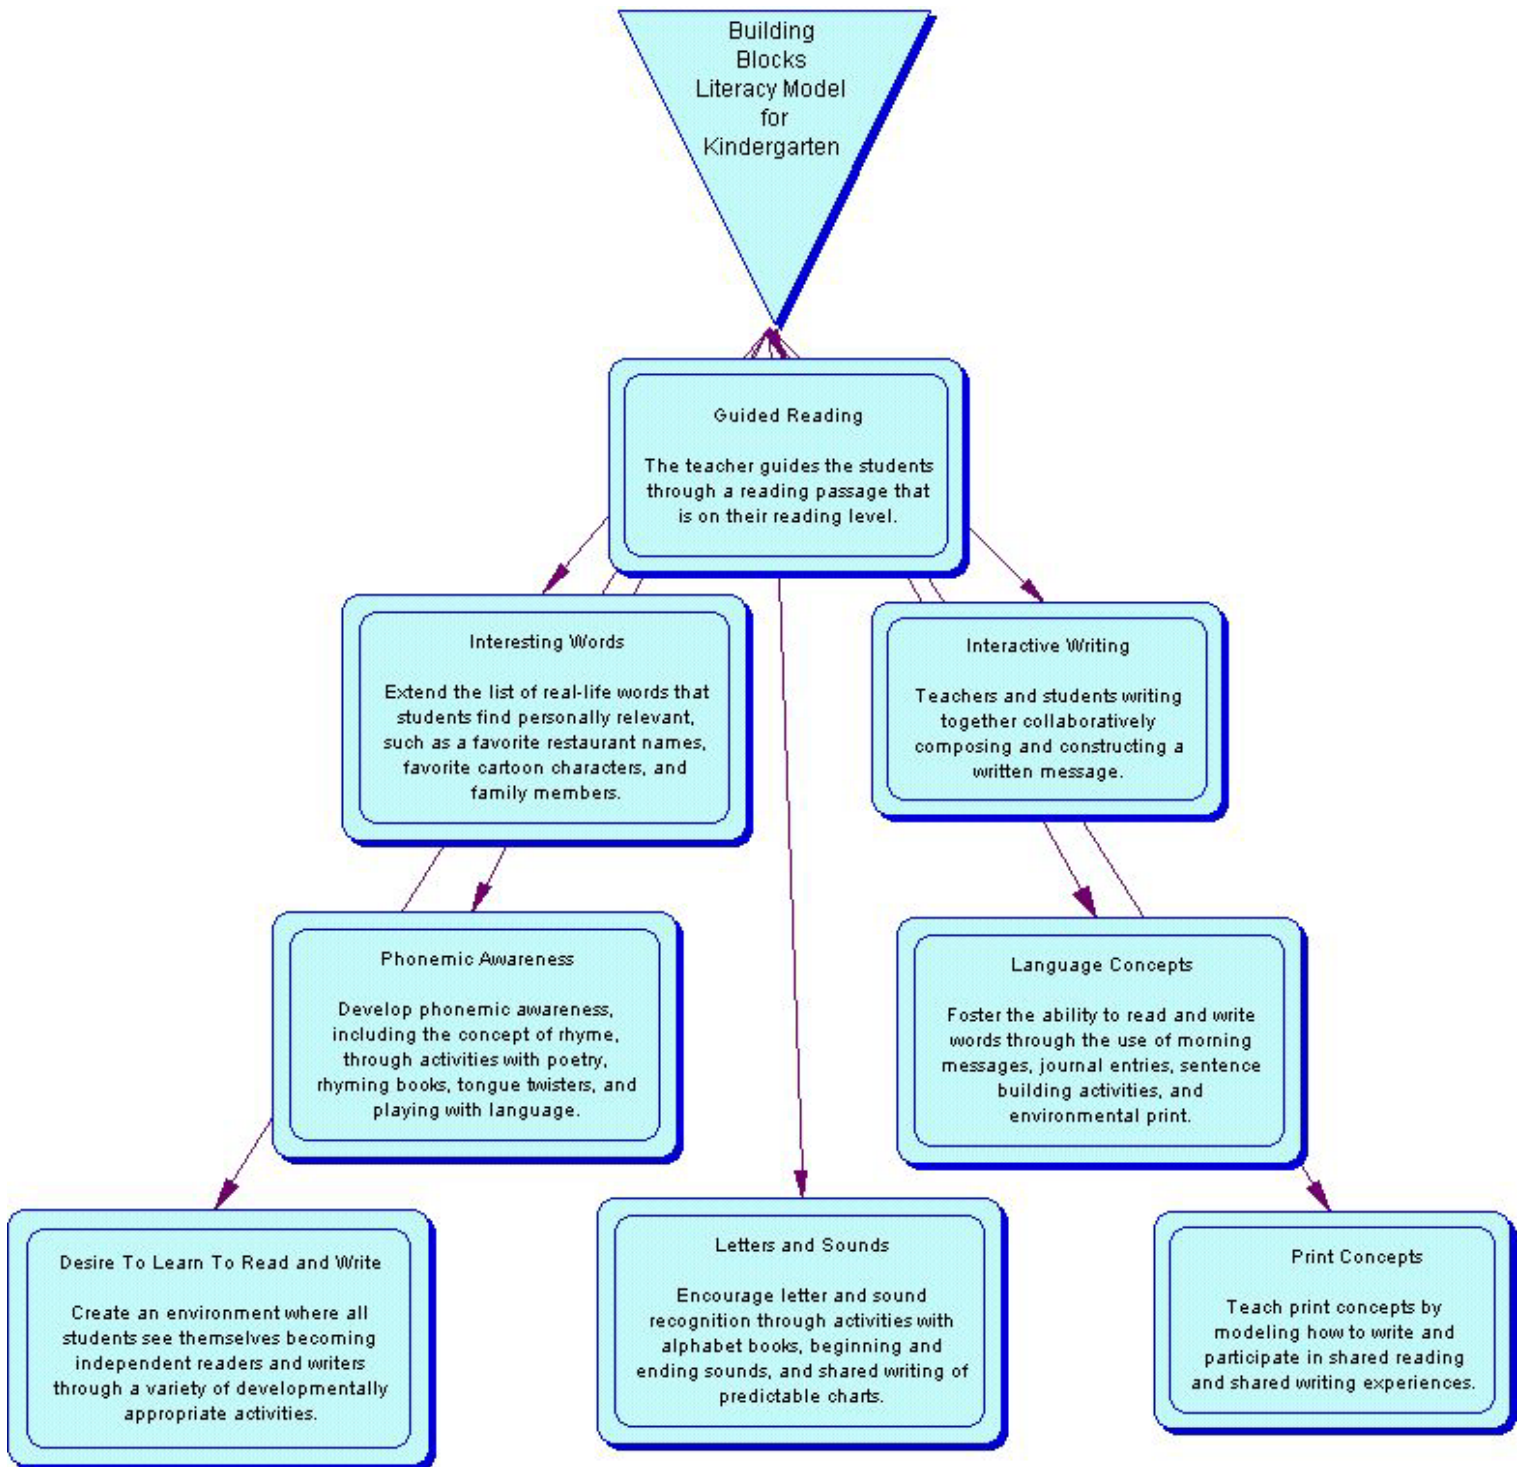 Building
Blocks
Literacy Model
for
Kindergarten
Guided Reading
The teacher guides the students
through a reading passage that
is on their reading level.
Interesting Words
Extend the list of real-life words that
students find personally relevant,
such as a favorite restaurant names,
favorite cartoon characters, and
family members.
Interactive Writing
Teachers and students writing
together collaboratively
composing and constructing a
written message.
Phonemic Awareness
Develop phonemic awareness,
including the concept of rhyme,
through activities with poetry,
rhyming books, tongue twisters, and
playing with language.
Language Concepts
Foster the ability to read and write
words through the use of morning
messages, journal entries, sentence
building activities, and
environmental print.
Desire To Learn To Read and Write
Create an environment where all
students see themselves becoming
independent readers and writers
through a variety of developmentally
appropriate activities.
Letters and Sounds
Encourage letter and sound
recognition through activities with
alphabet books, beginning and
ending sounds, and shared writing of
predictable charts.
Print Concepts
Teach print concepts by
modeling how to write and
participate in shared reading
and shared writing experiences.